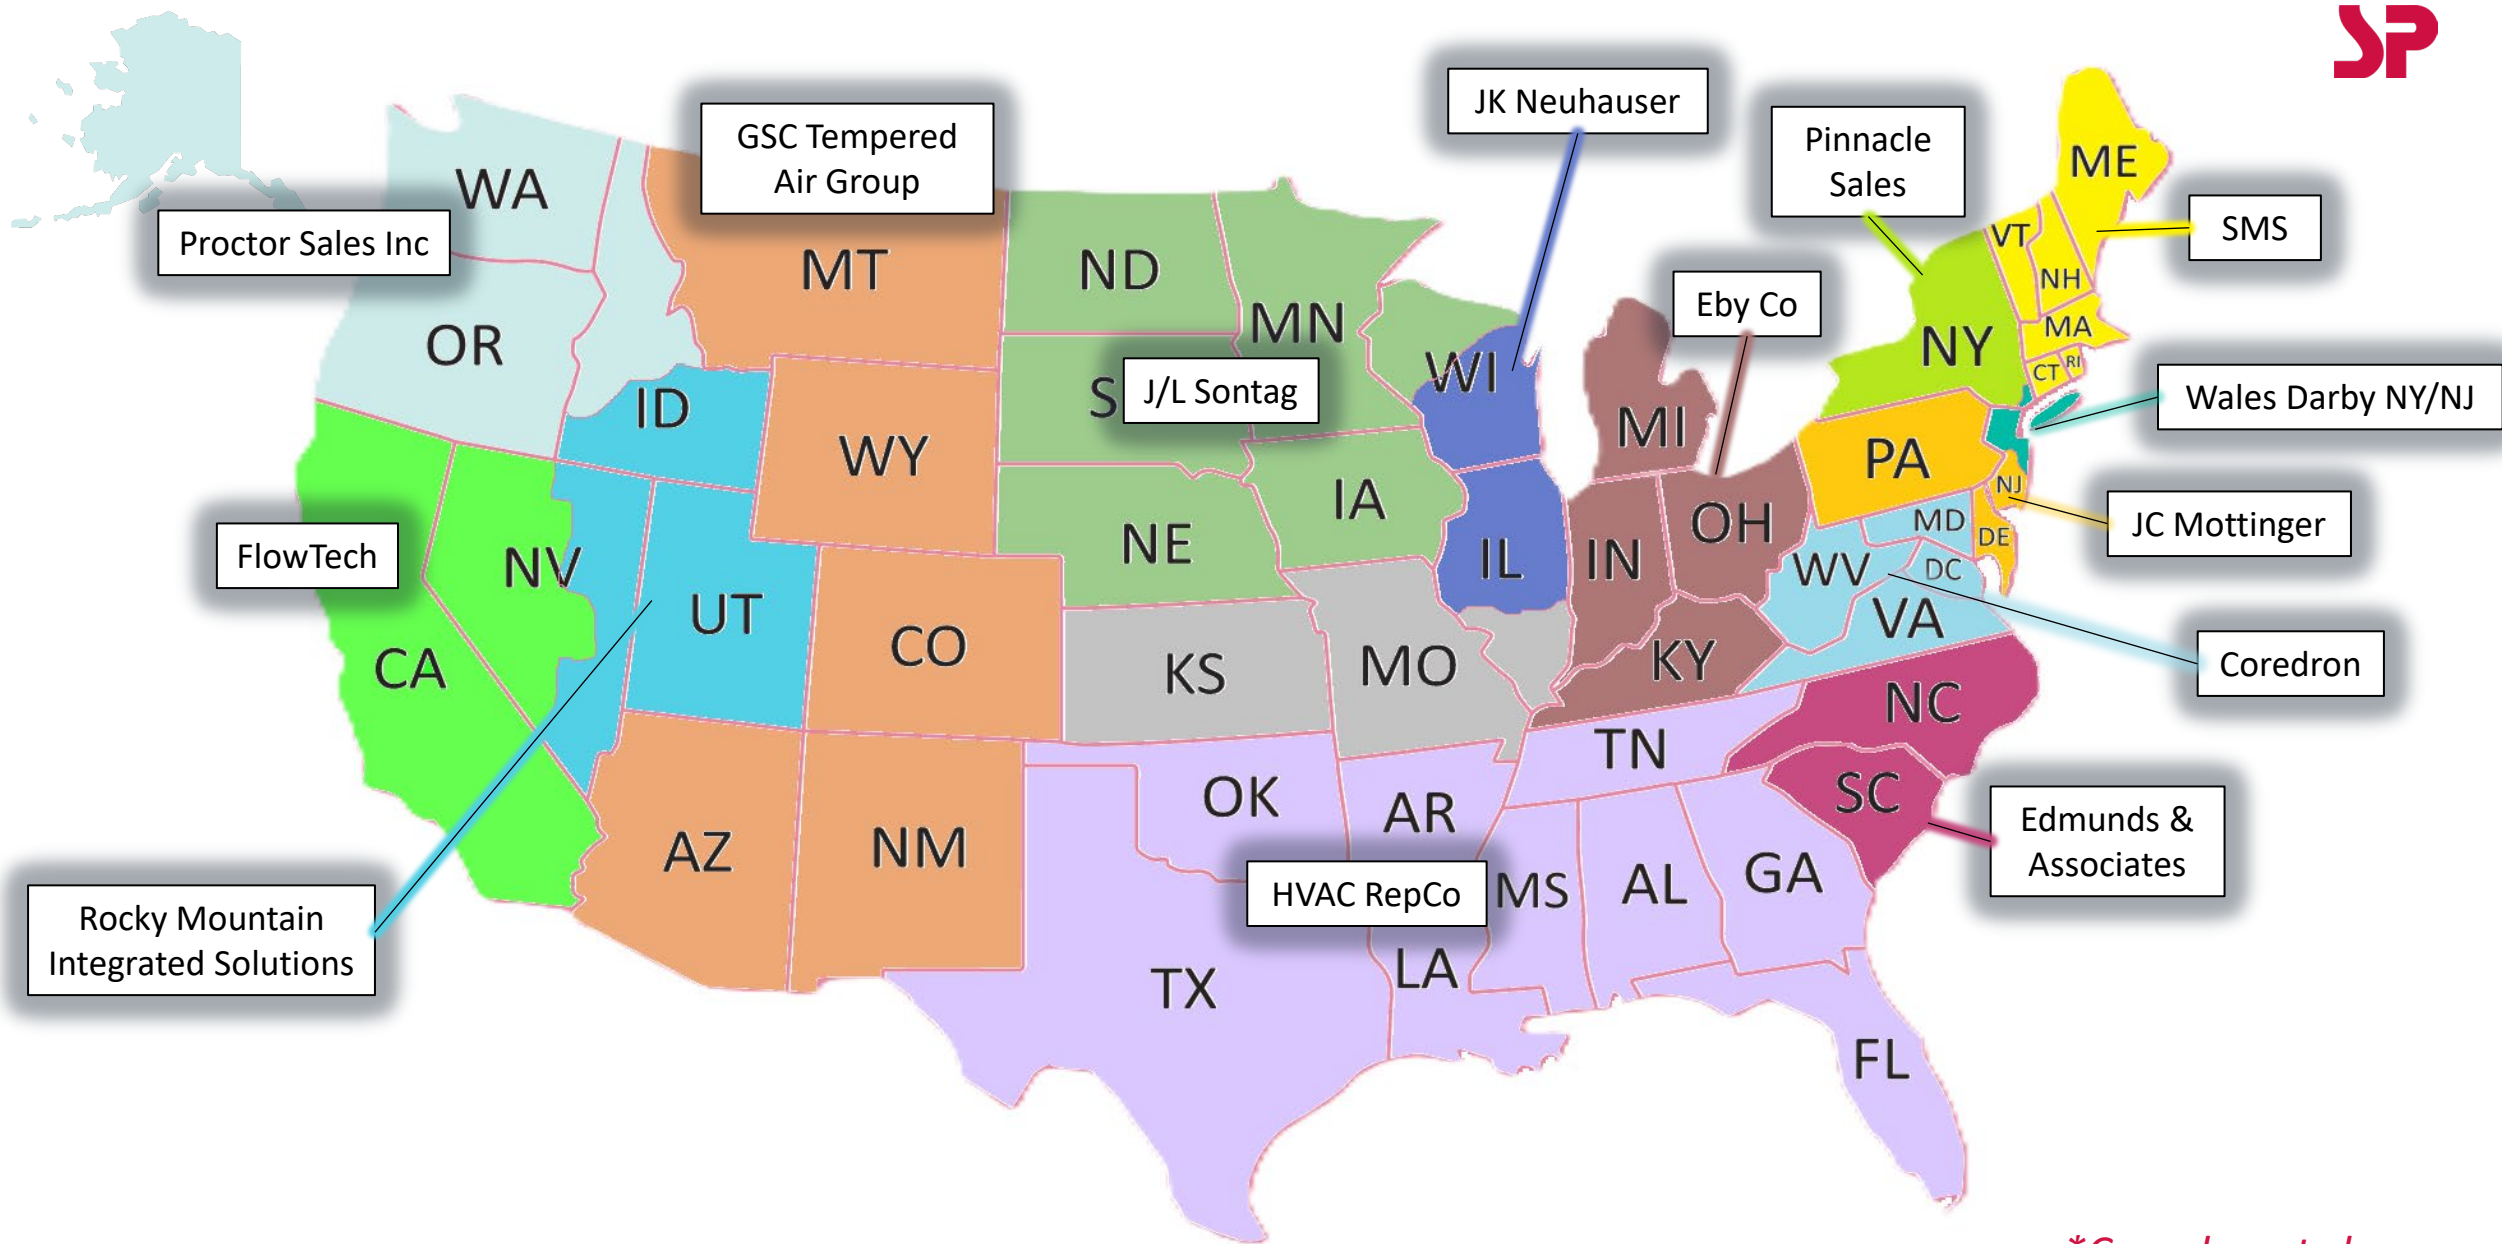 SP
JK Neuhauser
GSC Tempered
Air Group
Pinnacle
Sales
ME
WA
Proctor Sales Inc
SMS
VT
MT
ND
NH
Eby Co
MN
MA
OR
NY
RI
WI
CT
J/L Sontag
S
Wales Darby NY/NJ
ID
MI
WY
PA
NJ
IA
OH
MD
JC Mottinger
DE
FlowTech
NV
NE
IL
IN
WV
DC
UT
VA
CO
KY
CA
KS
MO
Coredron
NC
TN
OK
SC
AR
Edmunds &
Associates
AZ
NM
GA
HVAC RepCo
MS
AL
Rocky Mountain
Integrated Solutions
LA
TX
FL